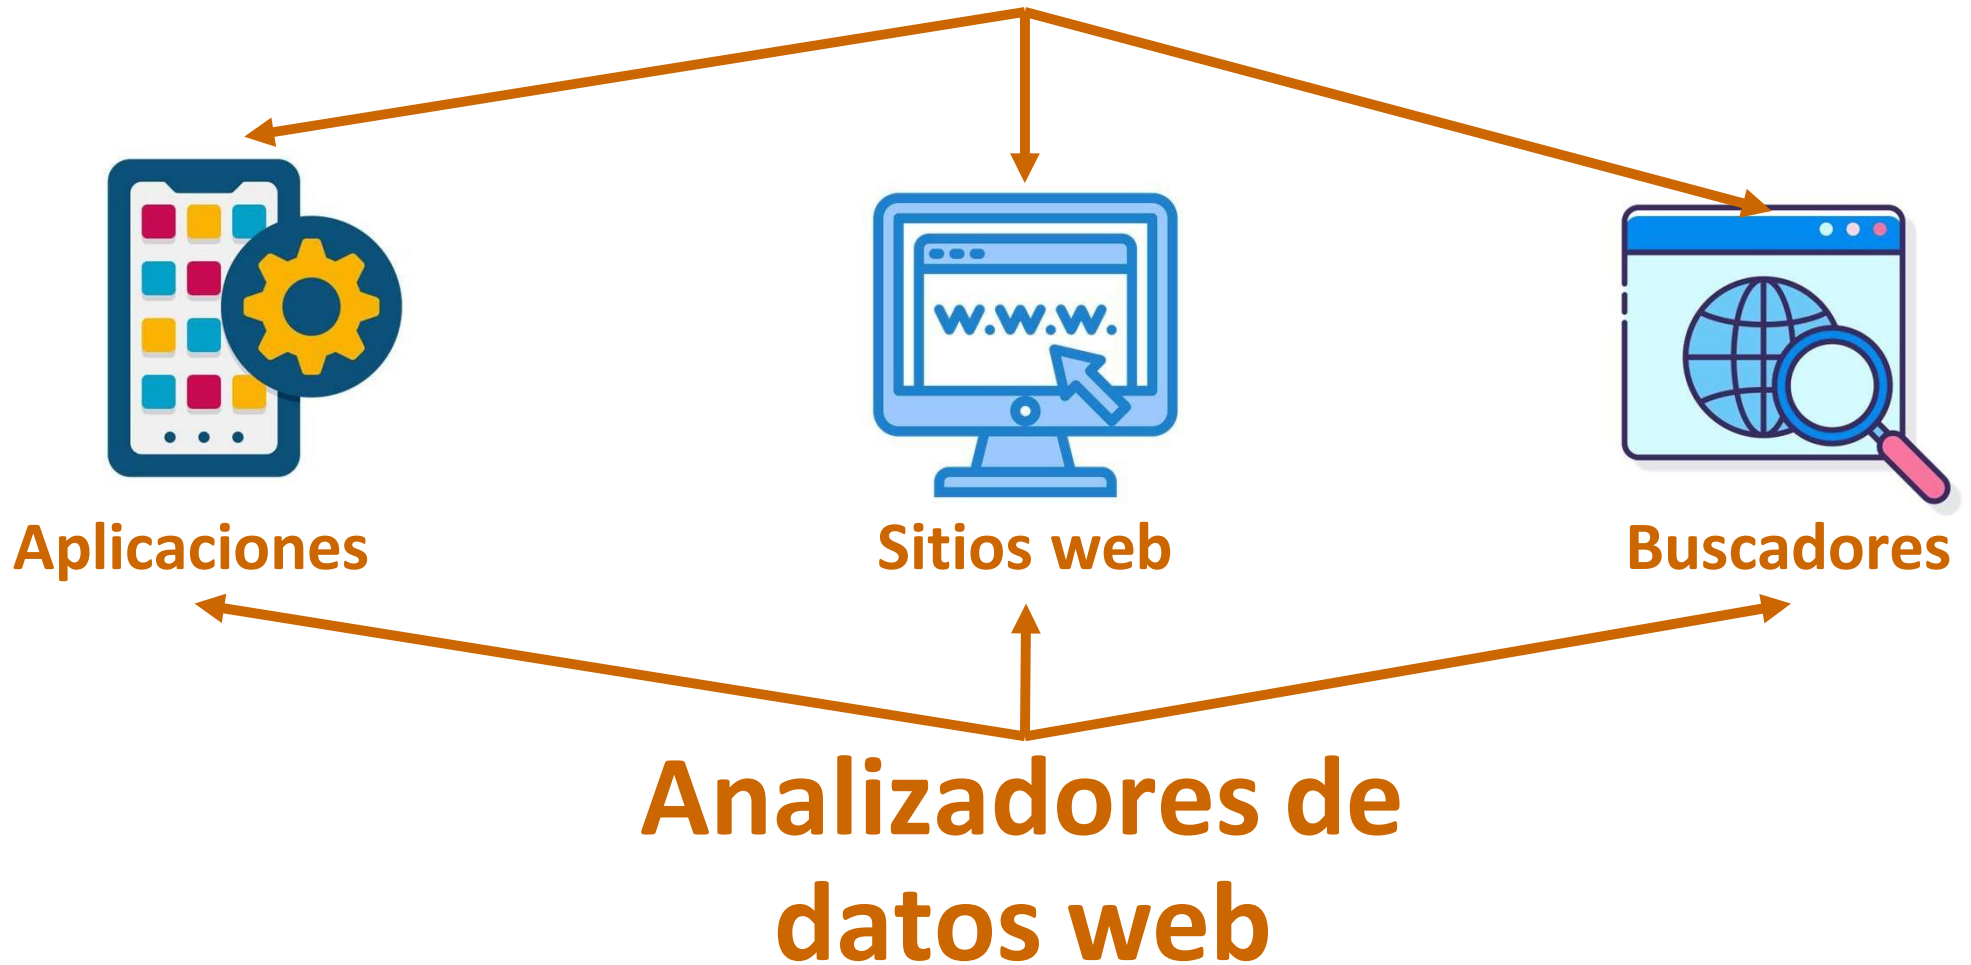 w.w.w.
Aplicaciones
Sitios web
Buscadores
Analizadores de
datos web